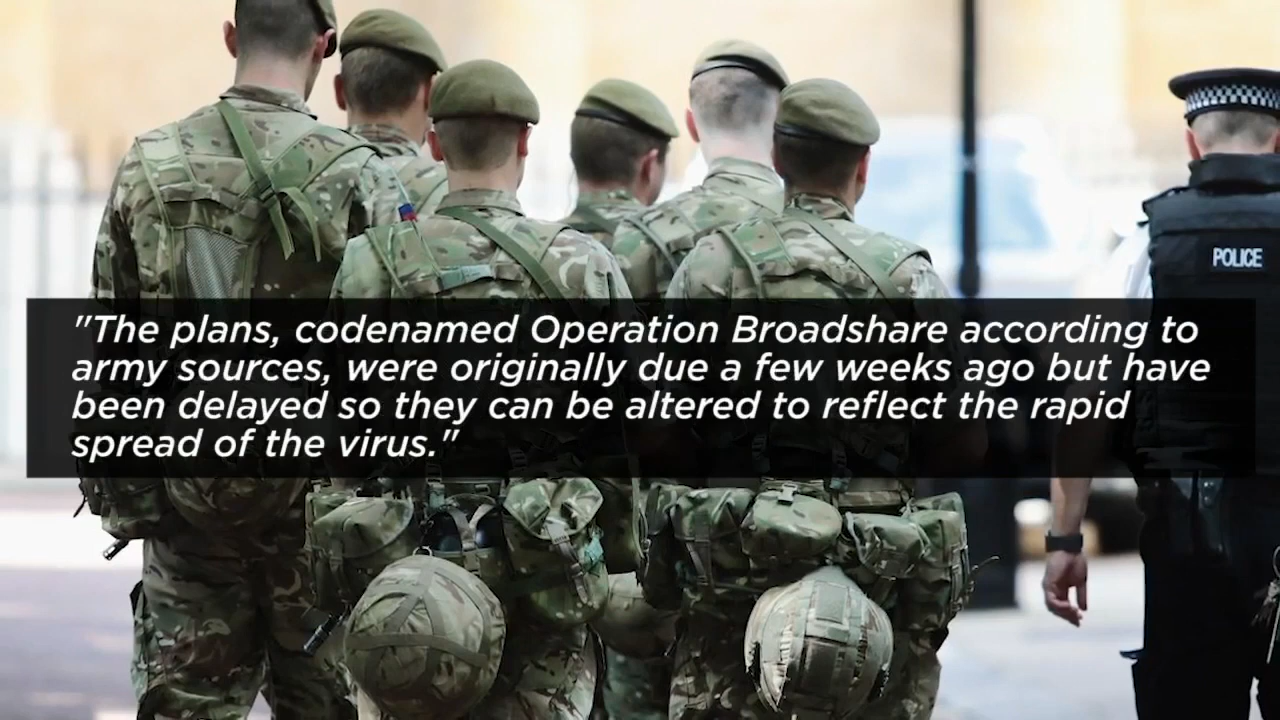 "The plans, codenamed Operation Broadshare according to
army sources, were originally due a few weeks ago but have
been delayed so they can be altered to reflect the rapid
spread of the virus."
POLICE